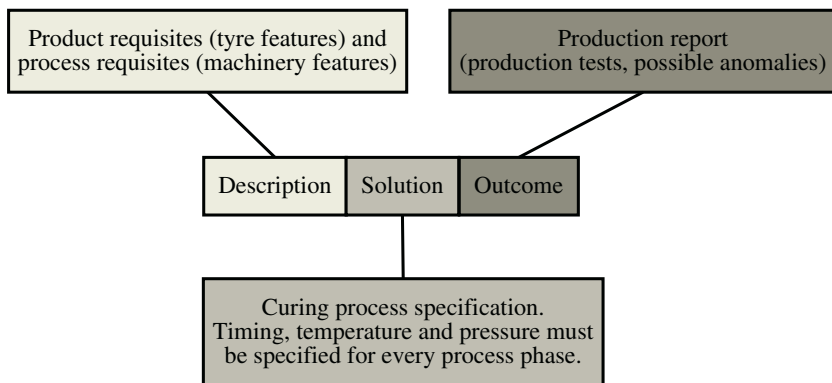 Product requisites (tyre features) and
process requisites (machinery features)
Production report
(production tests, possible anomalies)
Description
Solution
Outcome
Curing process specification.
Timing, temperature and pressure must
be specified for every process phase.